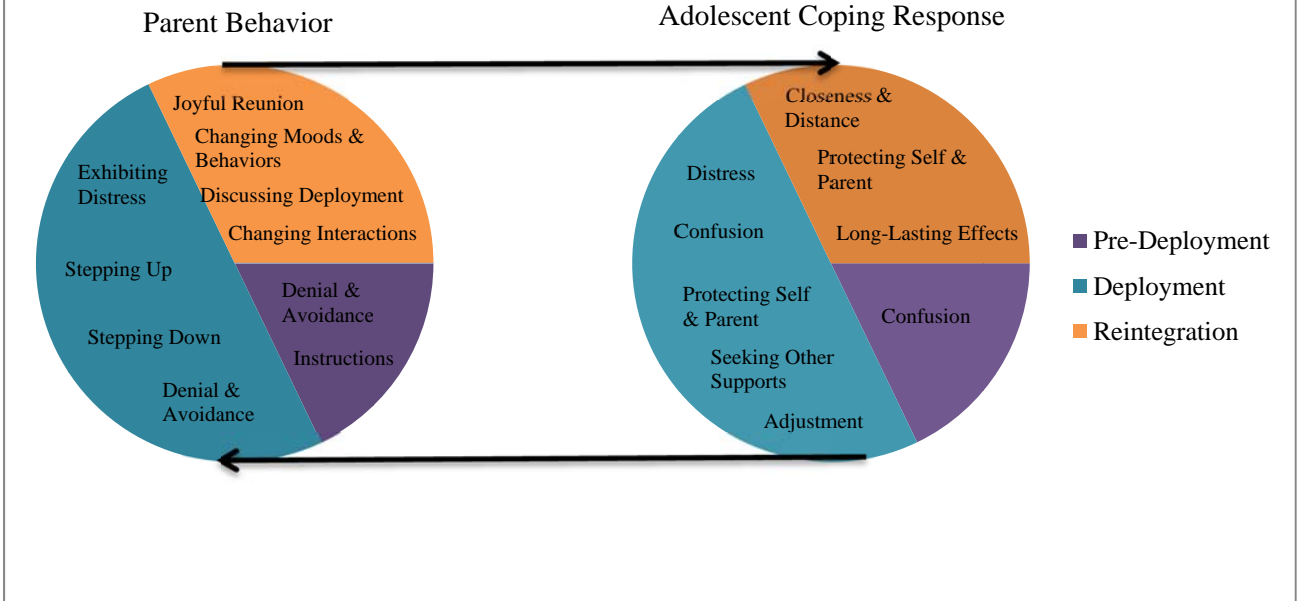 Parent Behavior
Adolescent Coping Response
Joyful Reunion
Changing Moods &
Behaviors
Discussing Deployment
Changing Interactions
Exhibiting
Distress
Stepping Up
Stepping Down
Denial &
Avoidance
Denial &
Avoidance
Instructions
Closeness &
Distance
Protecting Self &
Parent
Long-Lasting Effects
Distress
Confusion
Protecting Self
& Parent
Seeking Other
Supports
Adjustment
Confusion
Pre-Deployment
Deployment
Reintegration